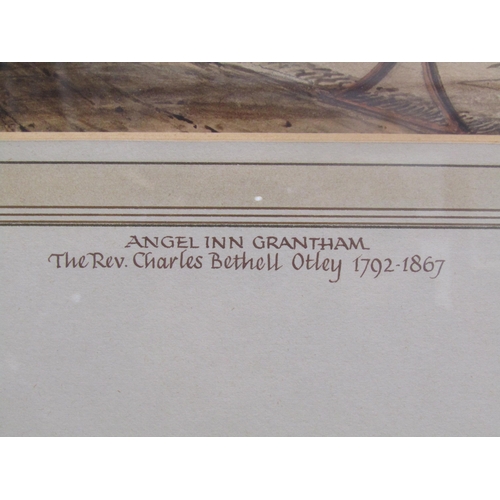 ANGEL INN GRANTHAM
The Rev. Charles Bethell Otley 1792-1867